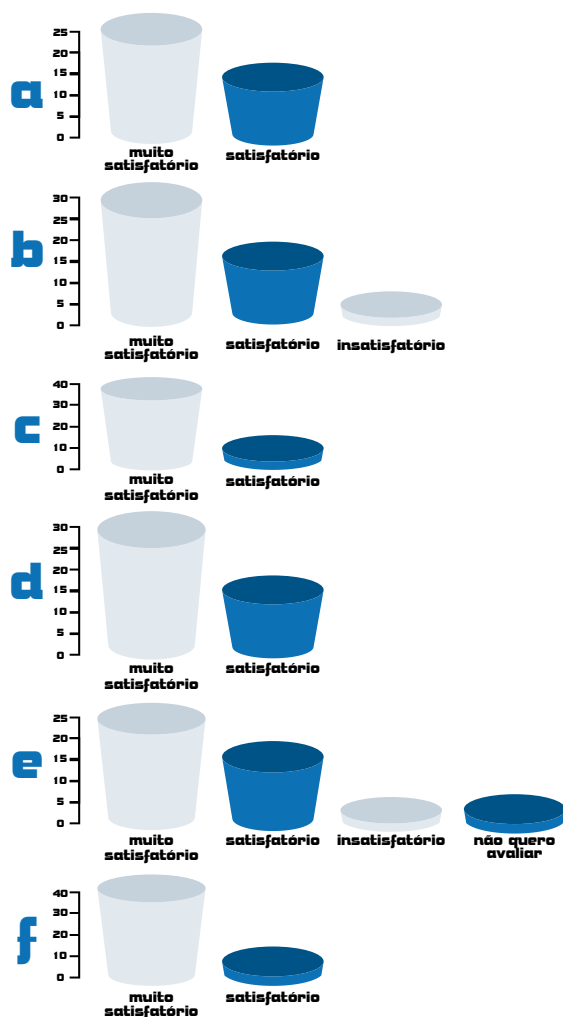 a
25
20
15
10
5
0
muito
satisfatório
satisfatório
b
30
25
20
15
10
5
0
muito
satisfatório
satisfatório
insatisfatório
c
40
30
20
10
0
muito
satisfatório
satisfatório
d
30
25
20
15
10
5
0
muito
satisfatório
satisfatório
e
25
20
15
10
5
0
muito
satisfatório
satisfatório
insatisfatório
não quero
avaliar
f
40
30
20
10
0
muito
satisfatório
satisfatório